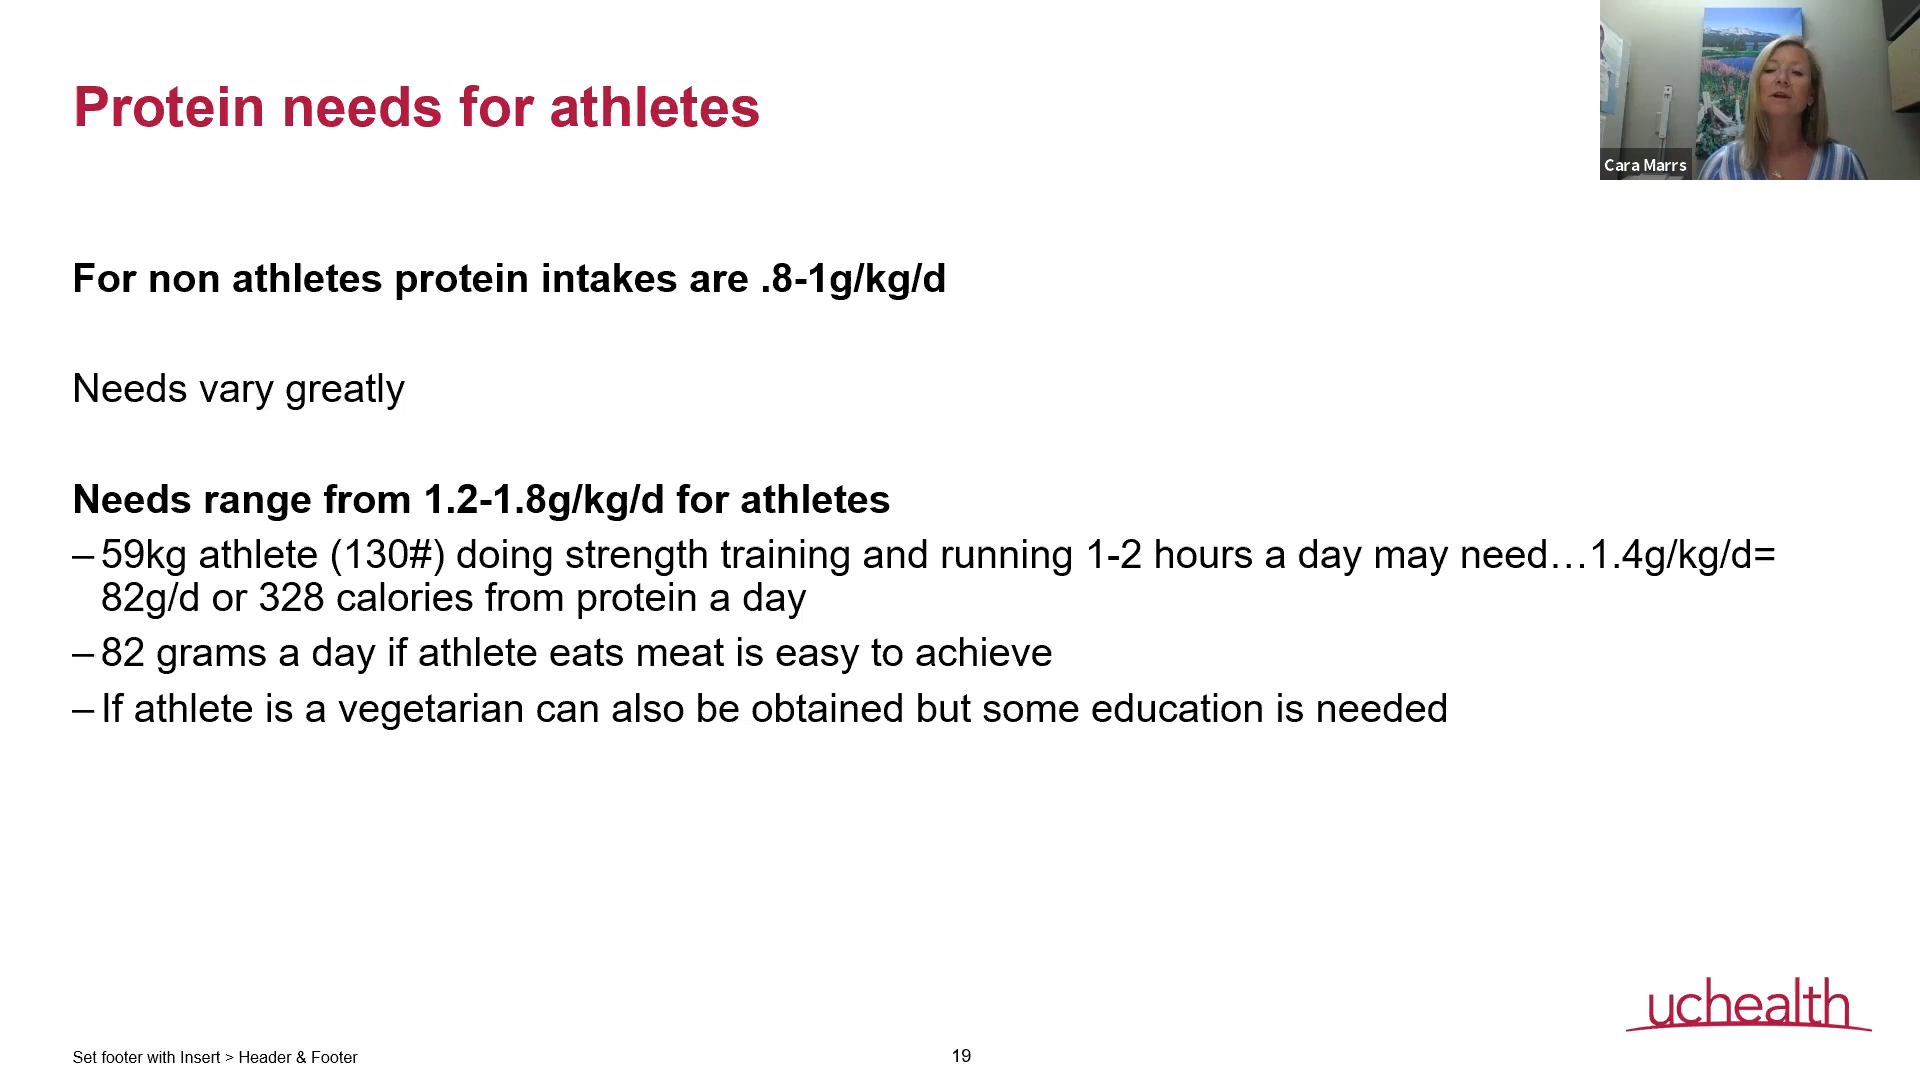 Protein needs for athletes
Cara Marrs
For non athletes protein intakes are .8-1g/kg/d
Needs vary greatly
Needs range from 1.2-1.8g/kg/d for athletes
– 59kg athlete (130#) doing strength training and running 1-2 hours a day may need…1.4g/kg/d=
82g/d or 328 calories from protein a day
– 82 grams a day if athlete eats meat is easy to achieve
– If athlete is a vegetarian can also be obtained but some education is needed
uchealth
Set footer with Insert > Header & Footer
19